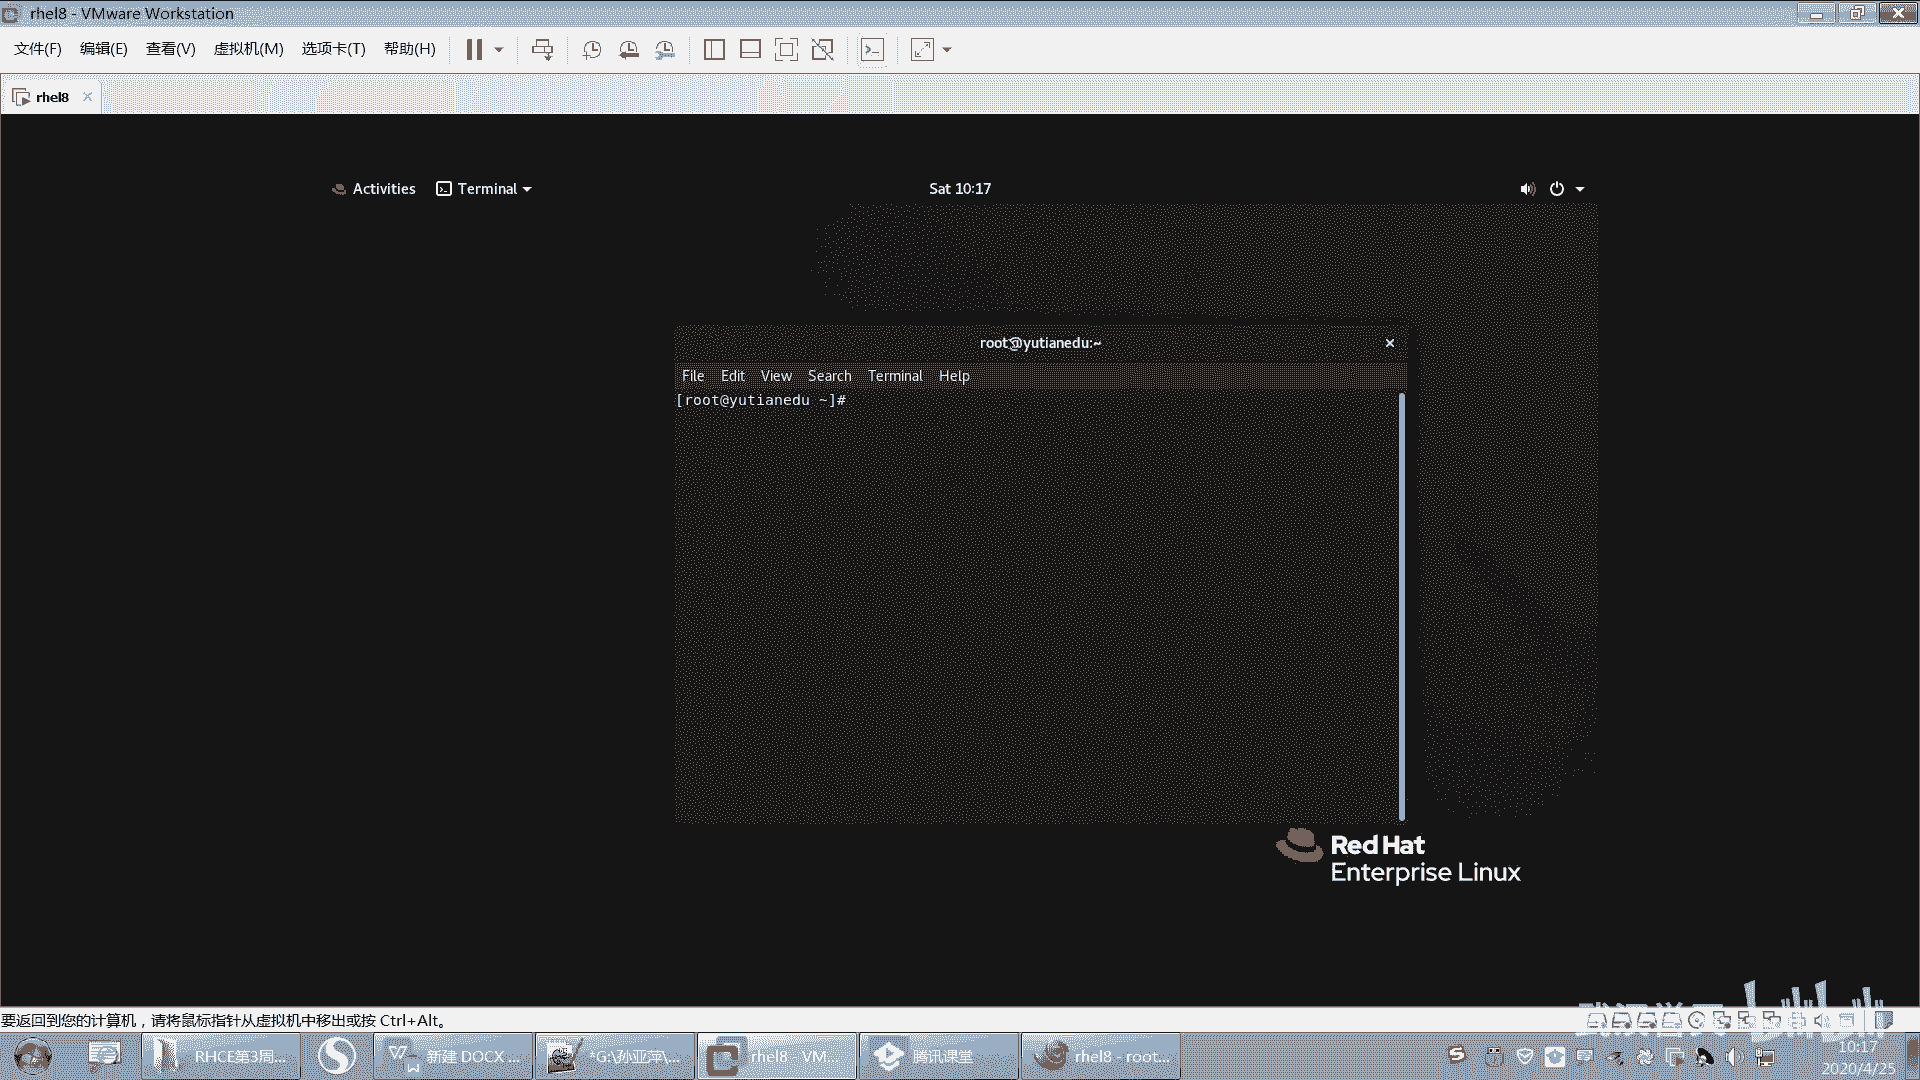 rhel8 - VMware Workstation
文件(F) 编辑(E) 查看(V) 虚拟机(M) 选项卡(T) 帮助(H)
rhel8
Activities Terminal Sat 10:17
root@yutianedu:~
File Edit View Search Terminal Help
[root@yutianedu ~]#
Red Hat
Enterprise Linux
要返回到您的计算机，请将鼠标指针从虚拟机中移出或按 Ctrl+Alt。
bilibili
RHCE第3周... 新建 DOCX ... *G:\孙亚萍\... rhel8 - VM... 腾讯课堂 rhel8 - root...
10:17
2020/4/25